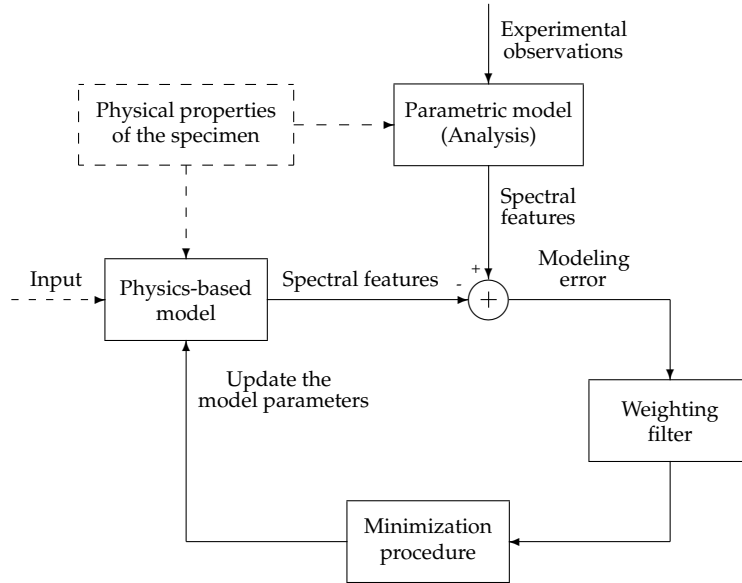 Experimental
observations
Physical properties
of the specimen
Parametric model
(Analysis)
Spectral
features
+
-
+
Input
Physics-based
model
Spectral features
Modeling
error
Update the
model parameters
Weighting
filter
Minimization
procedure